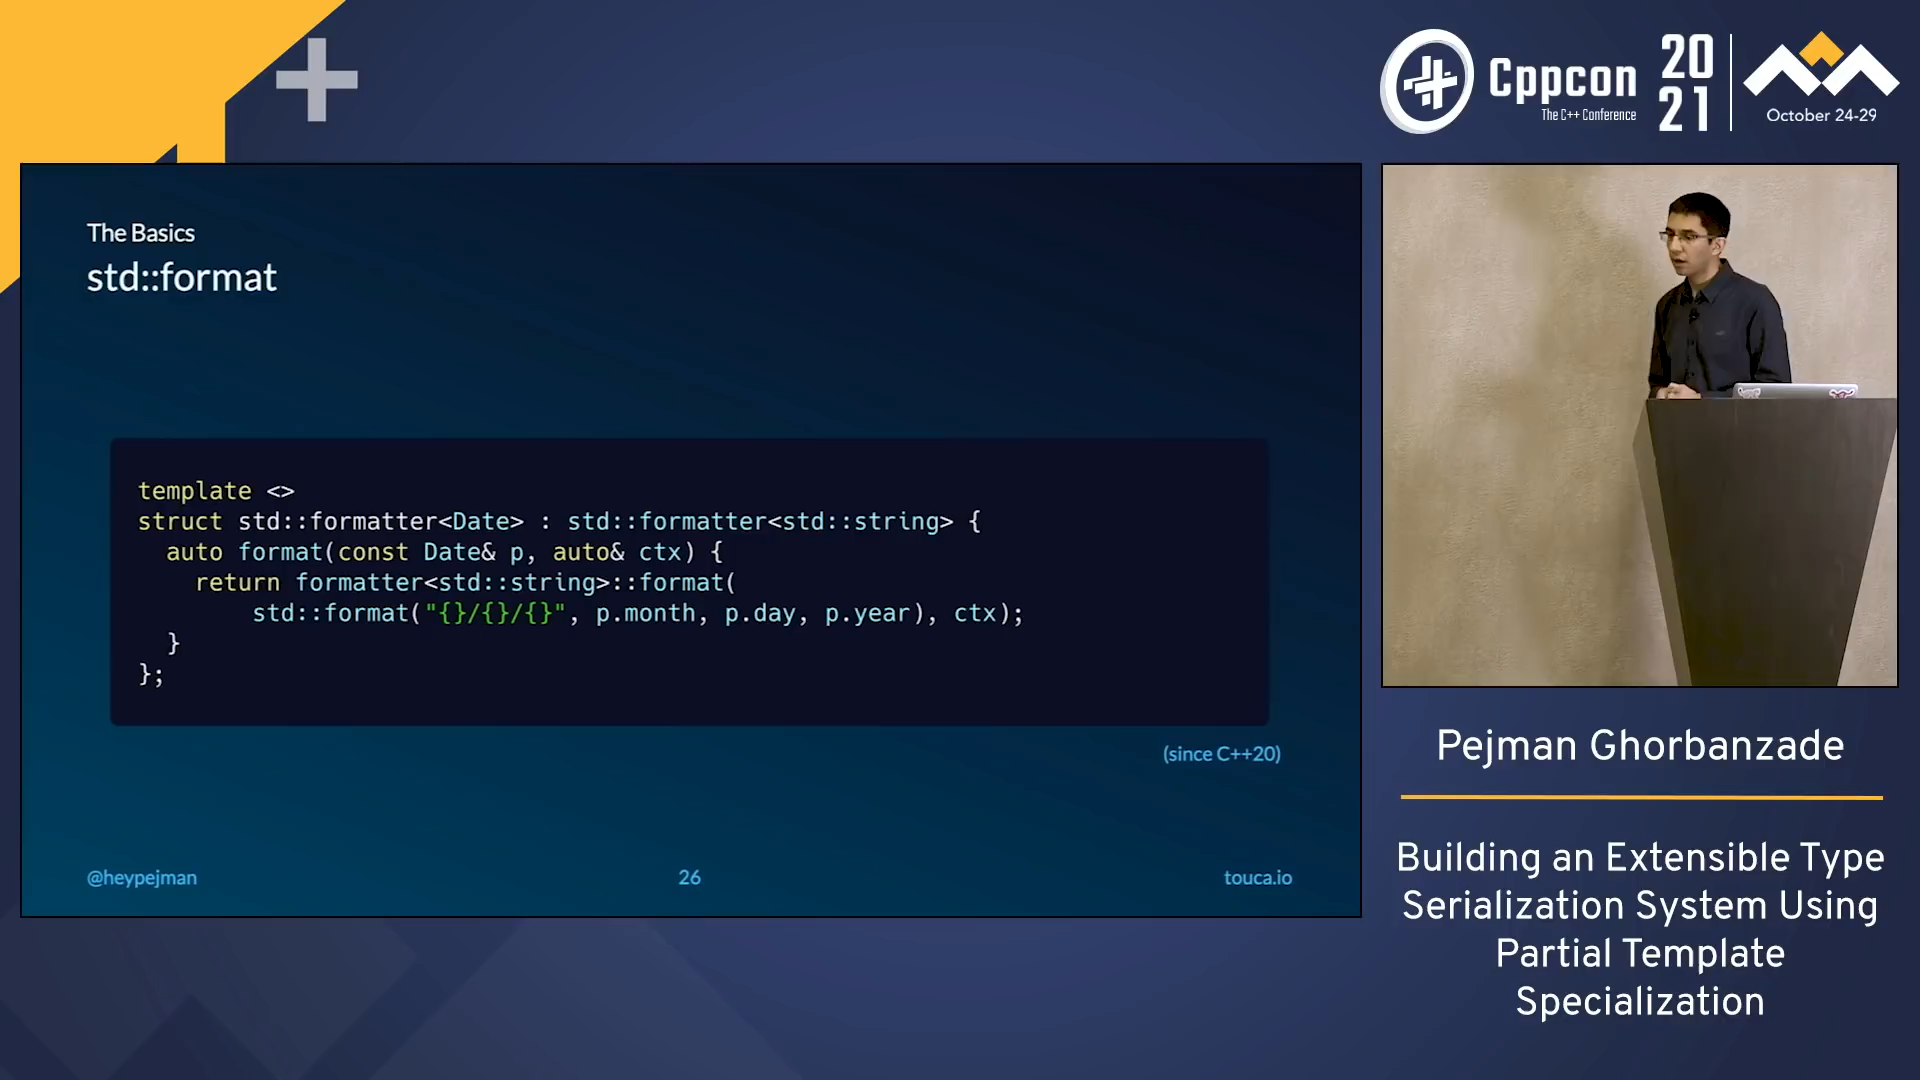 Cppcon
The C++ Conference
20
21
October 24-29
The Basics
std::format
template <>
struct std::formatter<Date> : std::formatter<std::string> {
  auto format(const Date& p, auto& ctx) {
    return formatter<std::string>::format(
        std::format("{}/{}/{}", p.month, p.day, p.year), ctx);
  }
};
(since C++20)
@heypejman
26
touca.io
Pejman Ghorbanzade
Building an Extensible Type
Serialization System Using
Partial Template
Specialization